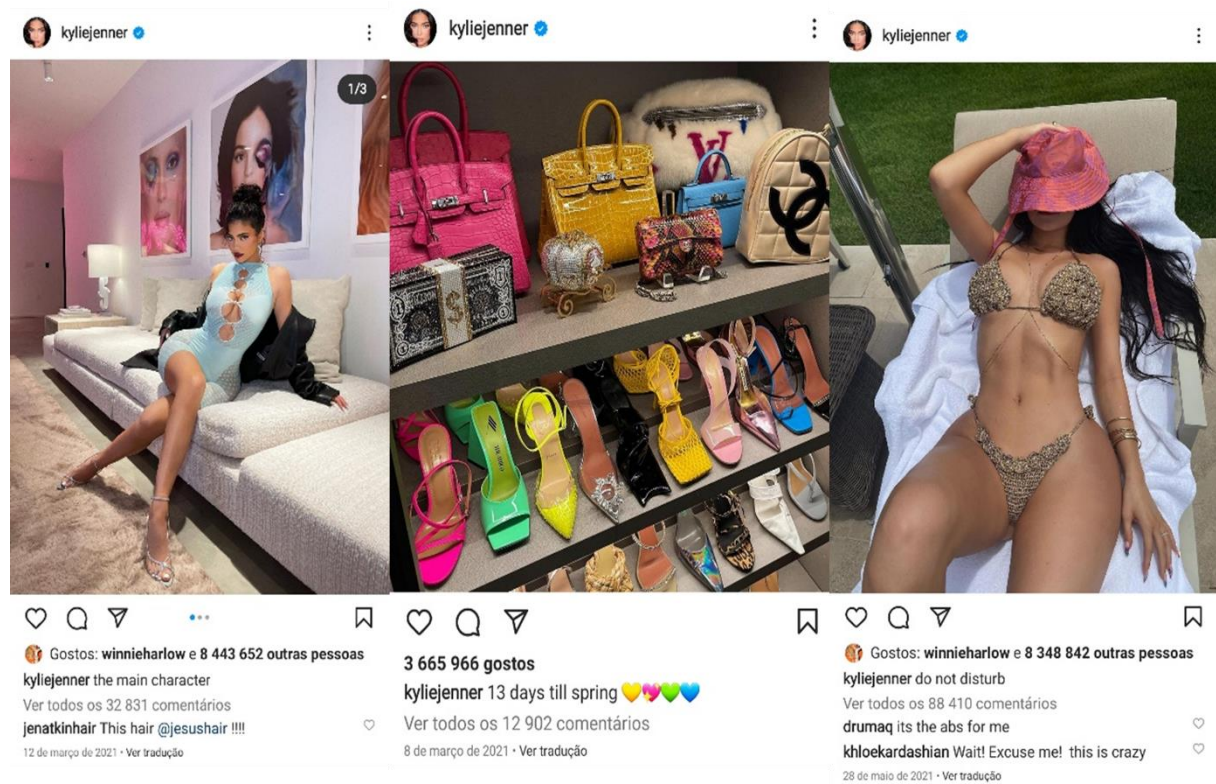 kyliejenner
1/3
Gostos: winnieharlow e 8 443 652 outras pessoas
kyliejenner the main character
Ver todos os 32 831 comentários
jenatkinhair This hair @jesushair !!!!
12 de março de 2021 • Ver tradução
kyliejenner
V
$
3 665 966 gostos
kyliejenner 13 days till spring 💛💖💚💙
Ver todos os 12 902 comentários
8 de março de 2021 • Ver tradução
kyliejenner
Gostos: winnieharlow e 8 348 842 outras pessoas
kyliejenner do not disturb
Ver todos os 88 410 comentários
drumaq its the abs for me
khloekardashian Wait! Excuse me! this is crazy
28 de maio de 2021 • Ver tradução